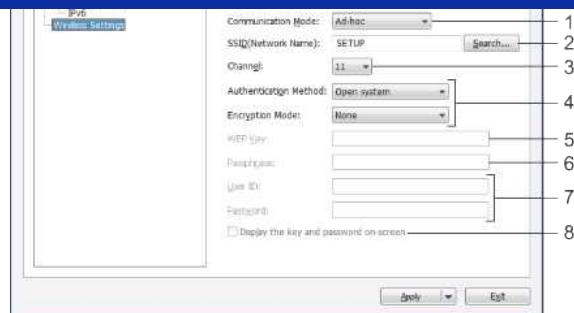 IPv6
Wireless Settings
Communication Mode: Ad-hoc 1
SSID(Network Name): SETUP Search... 2
Channel: 11 3
Authentication Method: Open system
4
Encryption Mode: None
WEP Key: 5
Passphrase: 6
User ID:
7
Password:
Display the key and password on-screen 8
Apply Exit